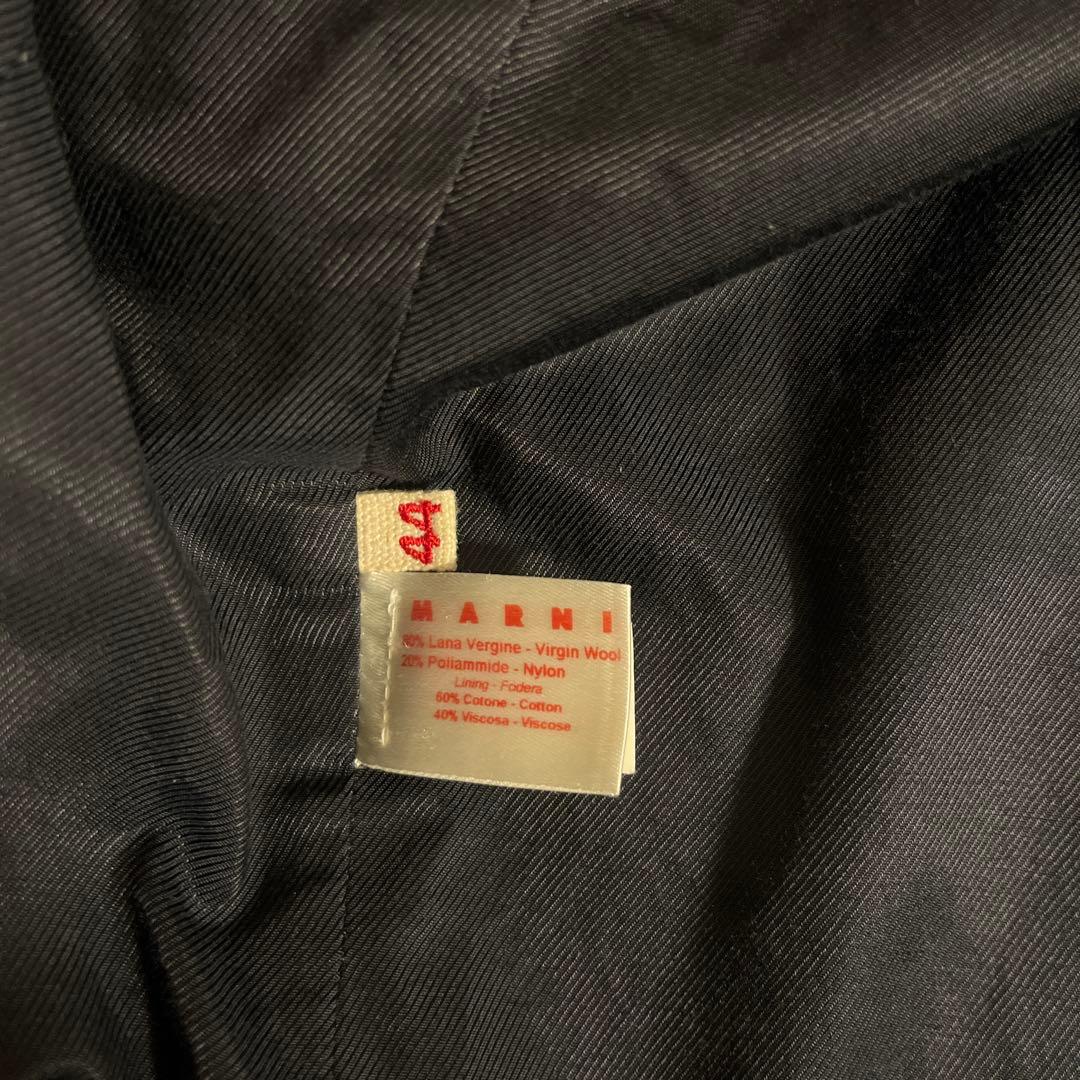 44
MARNI
80% Lana Vergine - Virgin Wool
20% Poliammide - Nylon
Lining - Fodera
60% Cotone - Cotton
40% Viscosa - Viscose